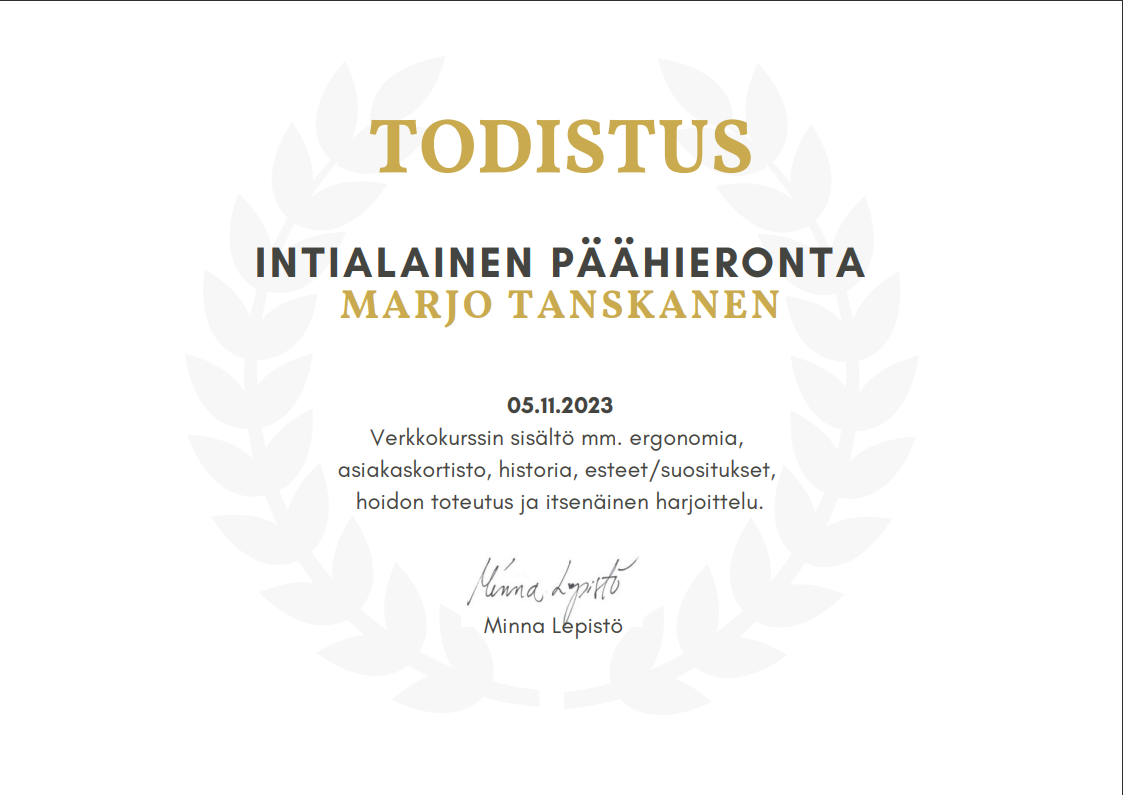 TODISTUS
INTIALAINEN PÄÄHIERONTA
MARJO TANSKANEN
05.11.2023
Verkkokurssin sisältö mm. ergonomia,
asiakaskortisto, historia, esteet/suositukset,
hoidon toteutus ja itsenäinen harjoittelu.
Minna Lepistö
Minna Lepistö